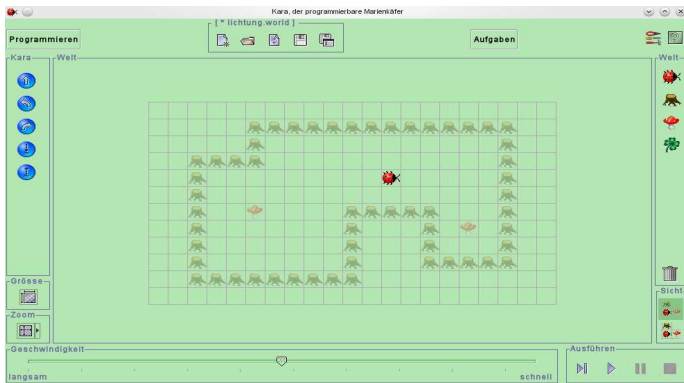 Kara, der programmierbare Marienkäfer
[ * lichtung.world ]
Programmieren
Aufgaben
Kara
Welt
Welt
Grösse
Sicht
Zoom
Geschwindigkeit
Ausführen
langsam
schnell